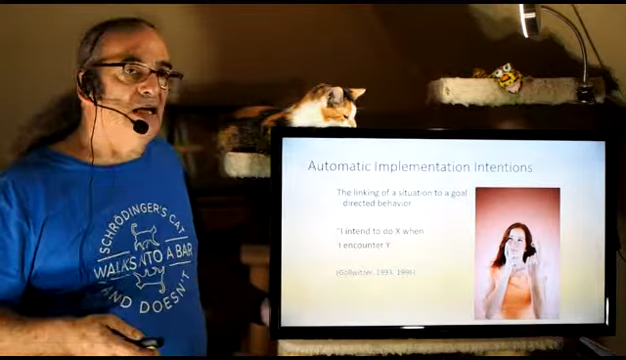 SCHRÖDINGER'S CAT
WALKS INTO A BAR
AND DOESN'T
Automatic Implementation Intentions
The linking of a situation to a goal
directed behavior
"I intend to do X when
I encounter Y
(Gollwitzer, 1993, 1996)